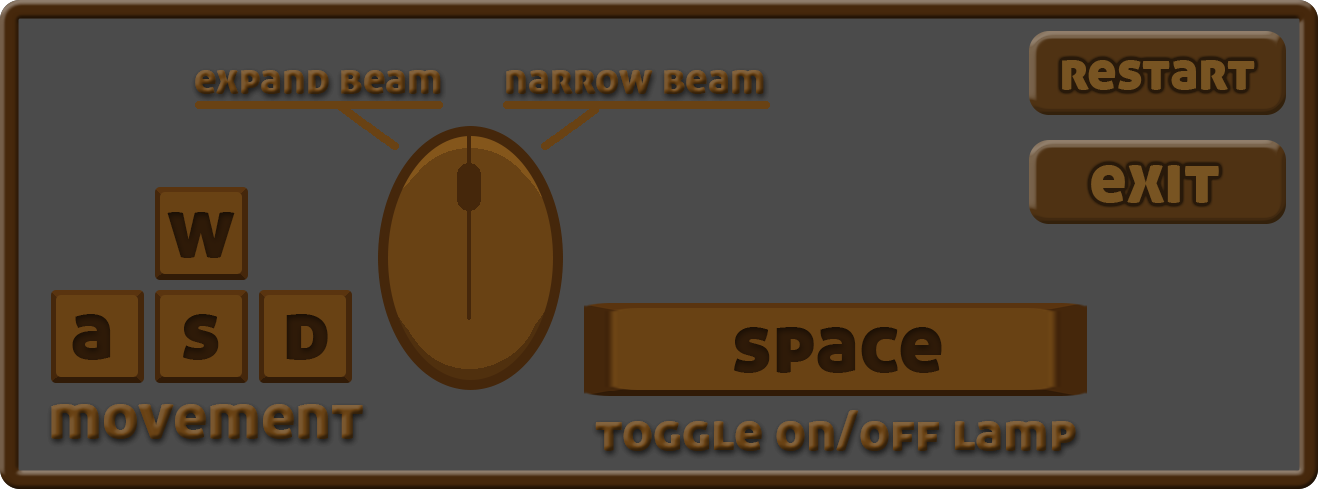 expand beam
narrow beam
restart
exit
w
a
s
d
space
movement
toggle on/off lamp